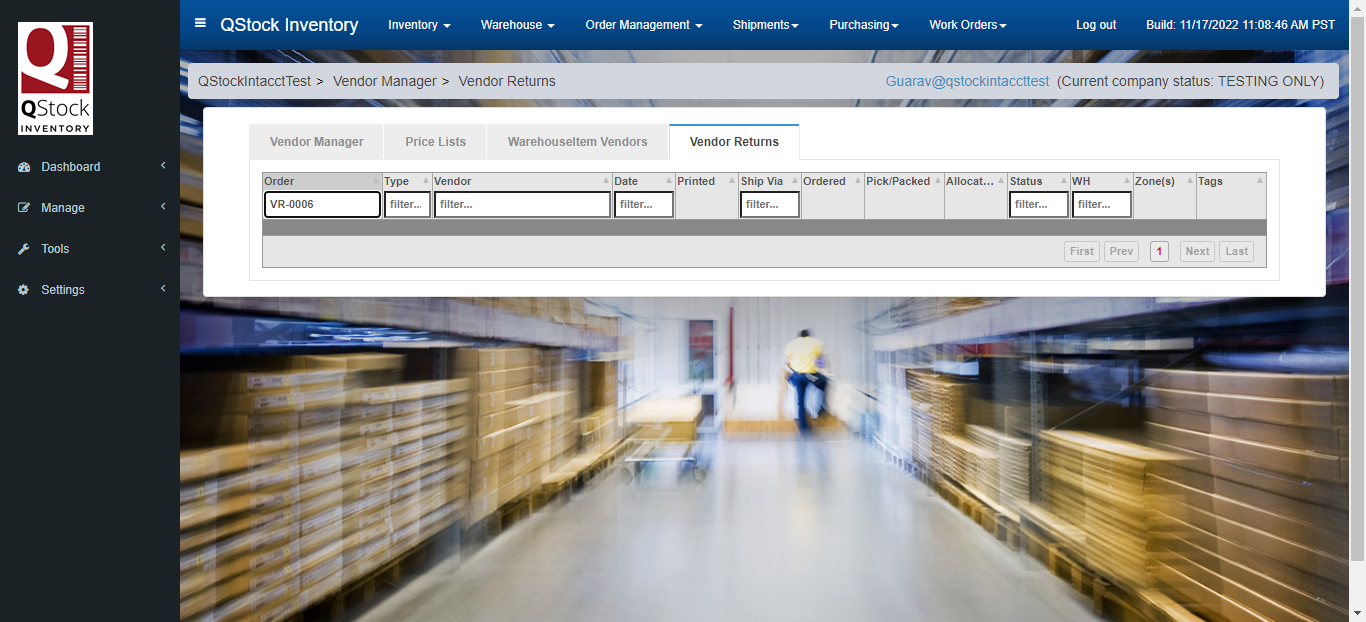 QStock
INVENTORY
QStock Inventory
Inventory
Warehouse
Order Management
Shipments
Purchasing
Work Orders
Log out
Build: 11/17/2022 11:08:46 AM PST
QStockIntacctTest > Vendor Manager > Vendor Returns
Guarav@qstockintaccttest (Current company status: TESTING ONLY)
Dashboard
Manage
Tools
Settings
Vendor Manager
Price Lists
WarehouseItem Vendors
Vendor Returns
Order Type Vendor Date Printed Ship Via Ordered Pick/Packed Allocat... Status WH Zone(s) Tags
VR-0006 filter... filter... filter... filter... filter... filter...
First Prev 1 Next Last